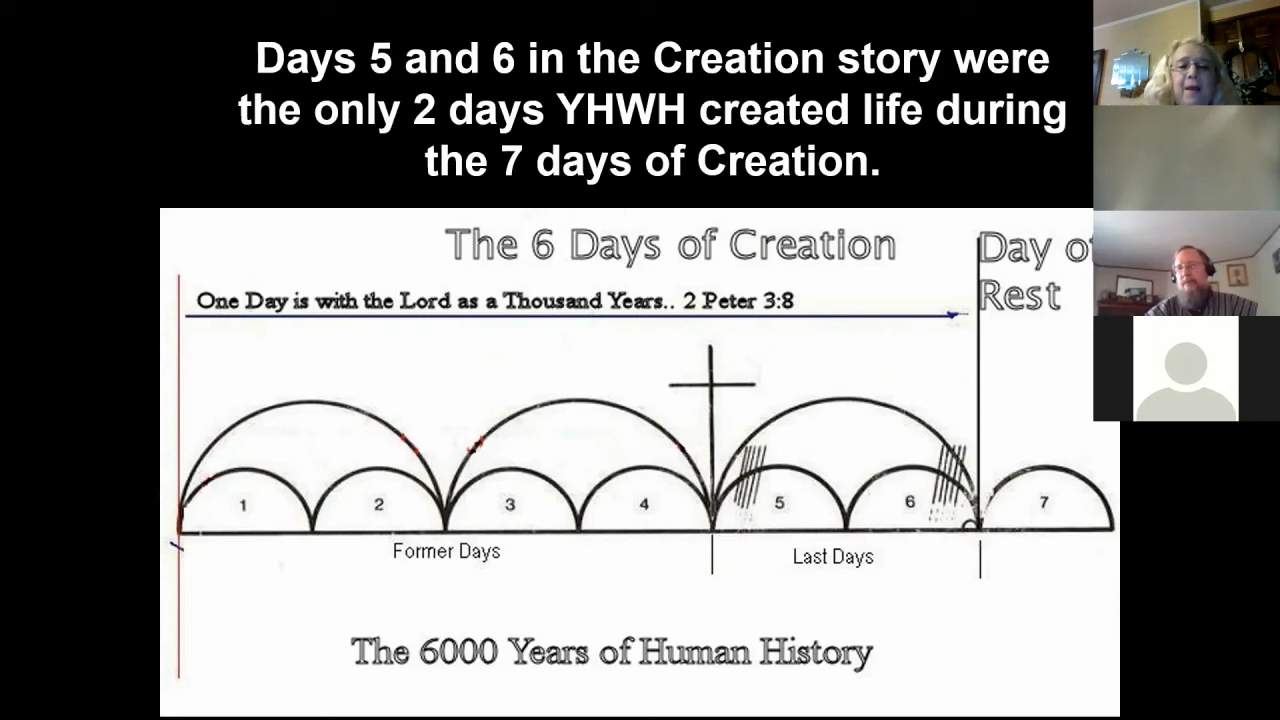 Days 5 and 6 in the Creation story were
the only 2 days YHWH created life during
the 7 days of Creation.
The 6 Days of Creation
Day of
Rest
One Day is with the Lord as a Thousand Years.. 2 Peter 3:8
1
2
3
4
5
6
7
Former Days
Last Days
The 6000 Years of Human History